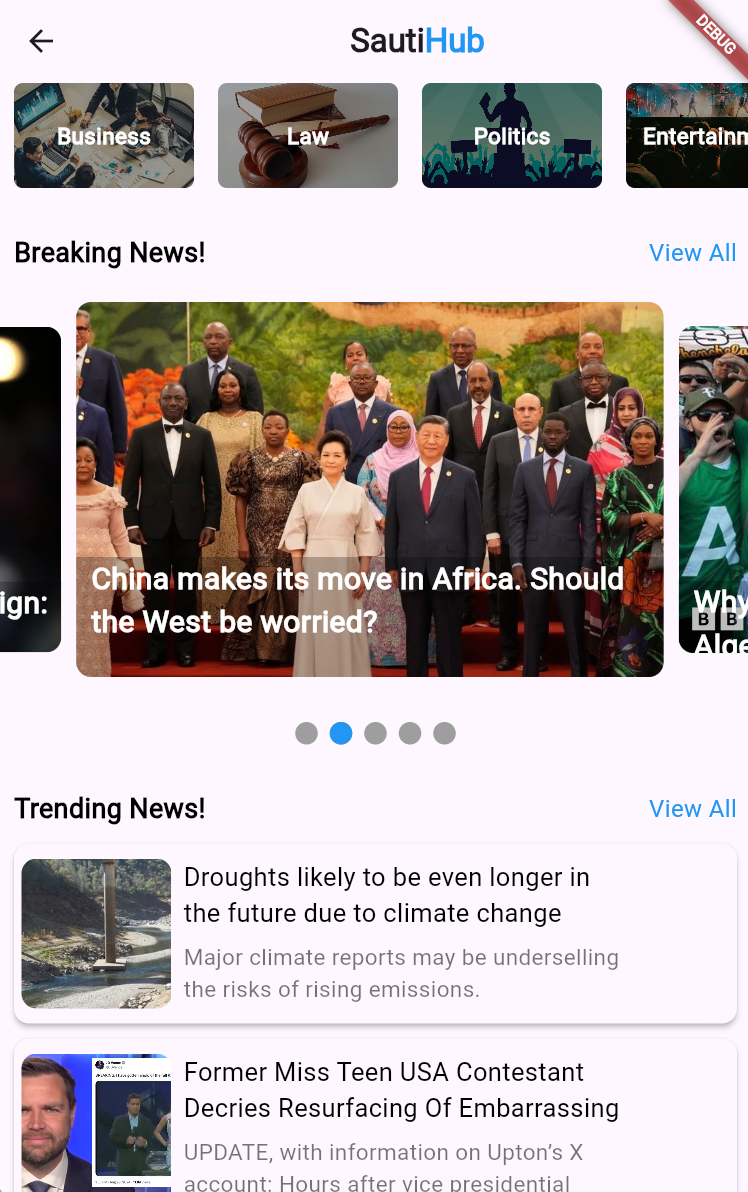 SautiHub
DEBUG
Business
Law
Politics
Entertainm
Breaking News!
View All
ign:
China makes its move in Africa. Should
the West be worried?
Why
Alge
B B
Trending News!
View All
Droughts likely to be even longer in
the future due to climate change
Major climate reports may be underselling
the risks of rising emissions.
Former Miss Teen USA Contestant
Decries Resurfacing Of Embarrassing
UPDATE, with information on Upton’s X
account: Hours after vice presidential